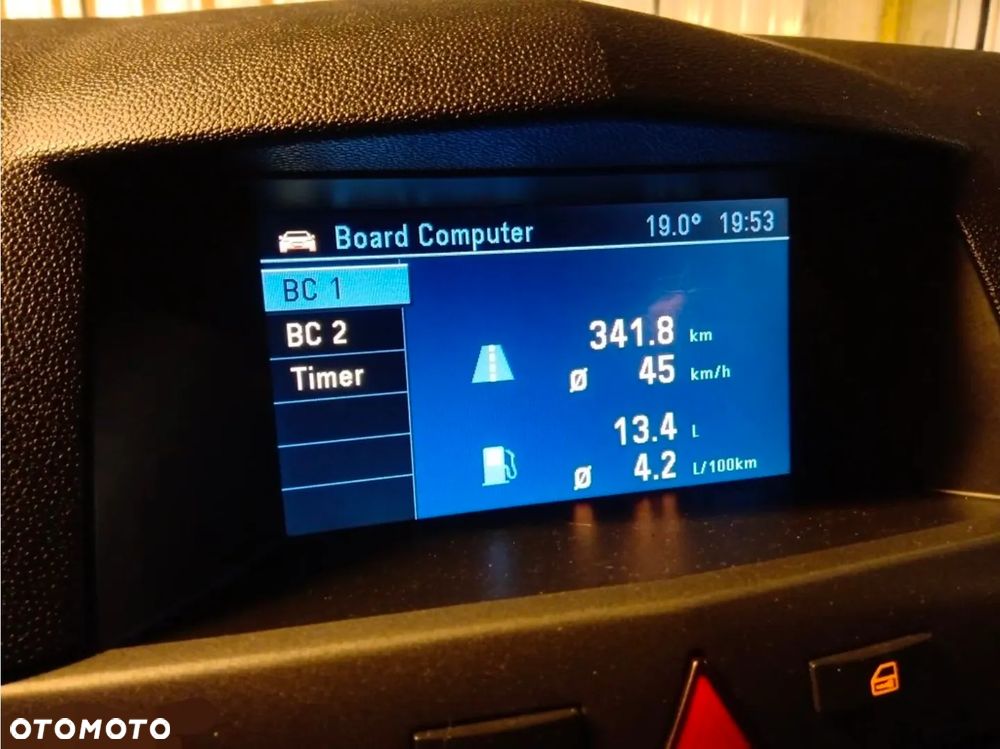 Board Computer 19.0° 19:53
BC 1
BC 2
Timer
341.8 km
Ø 45 km/h
13.4 L
Ø 4.2 L/100km
OTOMOTO